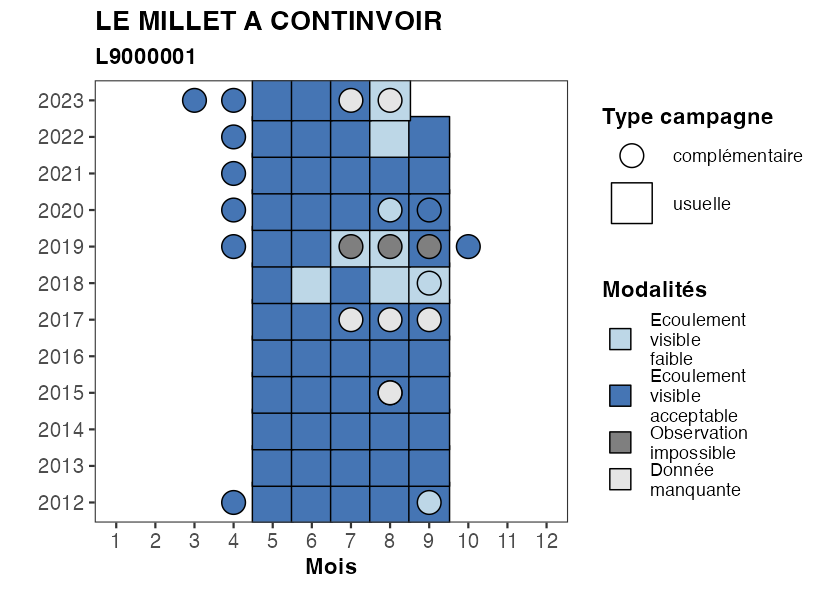 LE MILLET A CONTINVOIR
L9000001
2023
2022
2021
2020
2019
2018
2017
2016
2015
2014
2013
2012
1 2 3 4 5 6 7 8 9 10 11 12
Mois
Type campagne
complémentaire
usuelle
Modalités
Ecoulement
visible
faible
Ecoulement
visible
acceptable
Observation
impossible
Donnée
manquante